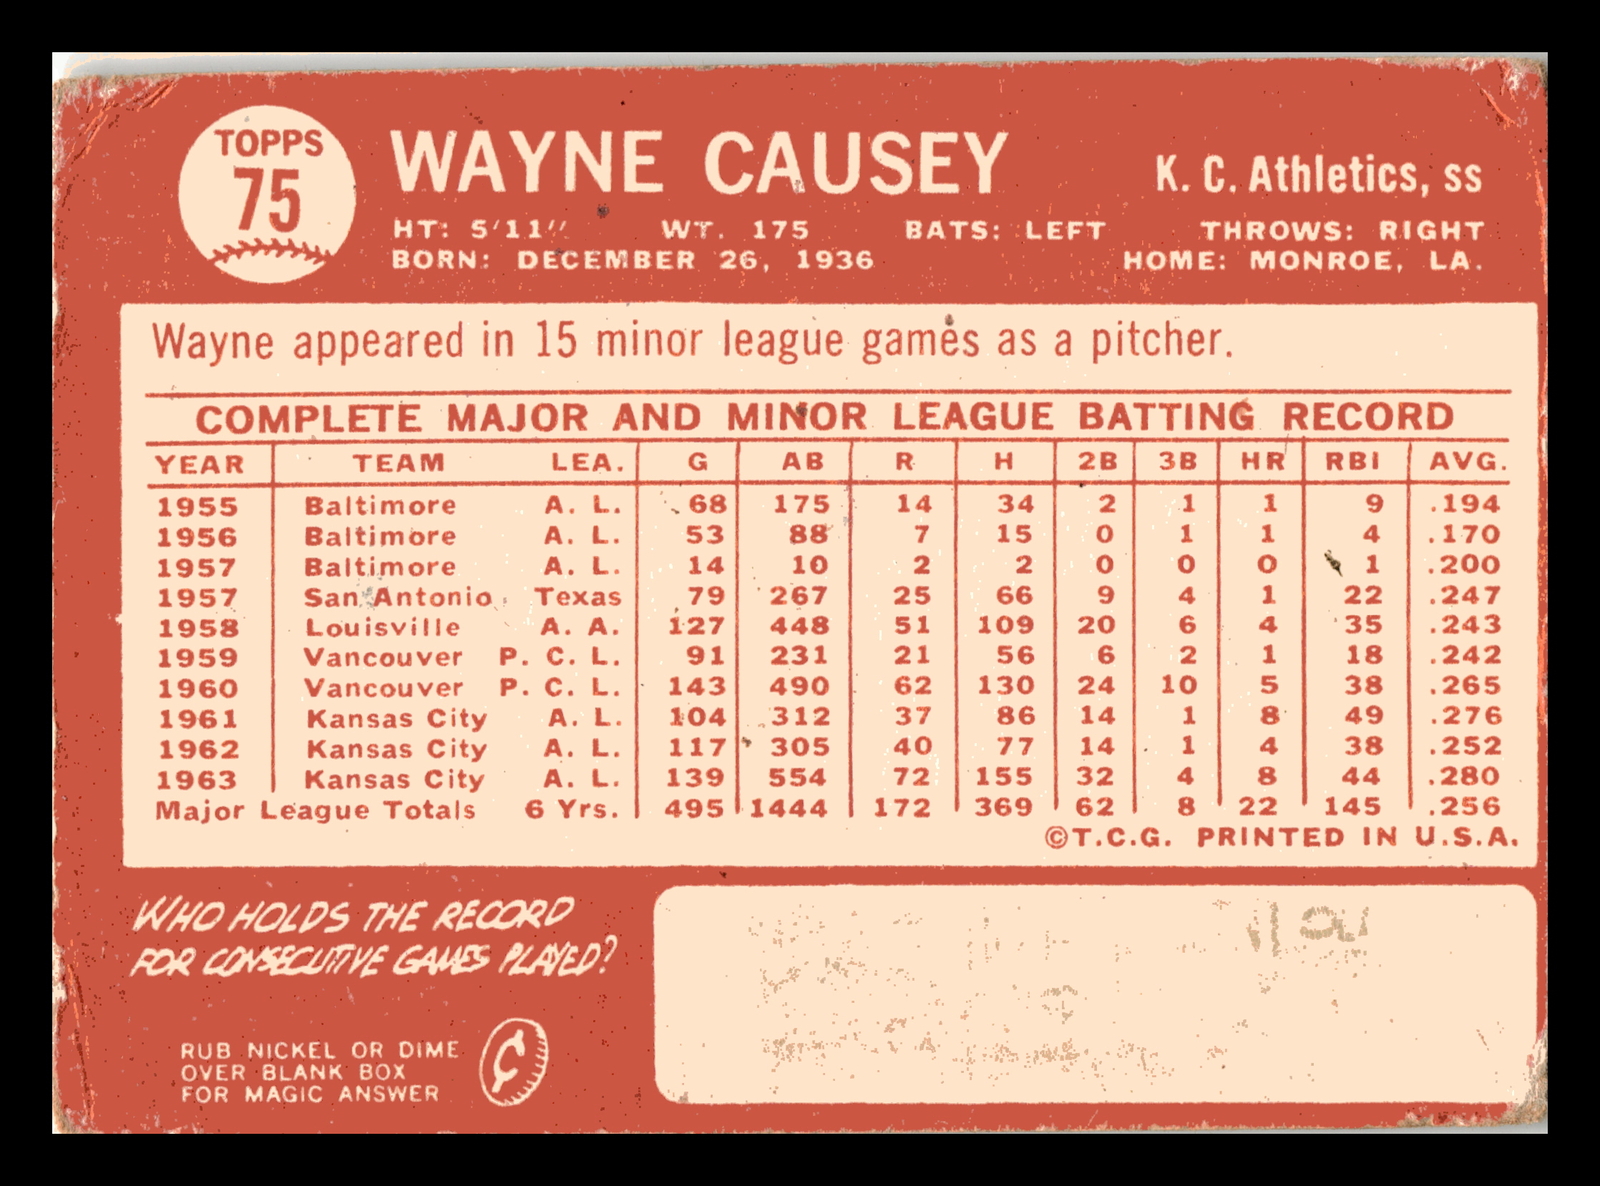 TOPPS
75
WAYNE CAUSEY
K. C. Athletics, ss
HT: 5'11" WT. 175 BATS: LEFT THROWS: RIGHT
BORN: DECEMBER 26, 1936 HOME: MONROE, LA.
Wayne appeared in 15 minor league games as a pitcher.
COMPLETE MAJOR AND MINOR LEAGUE BATTING RECORD
YEAR TEAM LEA. G AB R H 2B 3B HR RBI AVG.
1955 Baltimore A. L. 68 175 14 34 2 1 1 9 .194
1956 Baltimore A. L. 53 88 7 15 0 1 1 4 .170
1957 Baltimore A. L. 14 10 2 2 0 0 0 1 .200
1957 San Antonio Texas 79 267 25 66 9 4 1 22 .247
1958 Louisville A. A. 127 448 51 109 20 6 4 35 .243
1959 Vancouver P. C. L. 91 231 21 56 6 2 1 18 .242
1960 Vancouver P. C. L. 143 490 62 130 24 10 5 38 .265
1961 Kansas City A. L. 104 312 37 86 14 1 8 49 .276
1962 Kansas City A. L. 117 305 40 77 14 1 4 38 .252
1963 Kansas City A. L. 139 554 72 155 32 4 8 44 .280
Major League Totals 6 Yrs. 495 1444 172 369 62 8 22 145 .256
©T.C.G. PRINTED IN U.S.A.
WHO HOLDS THE RECORD
FOR CONSECUTIVE GAMES PLAYED?
RUB NICKEL OR DIME
OVER BLANK BOX
FOR MAGIC ANSWER
¢